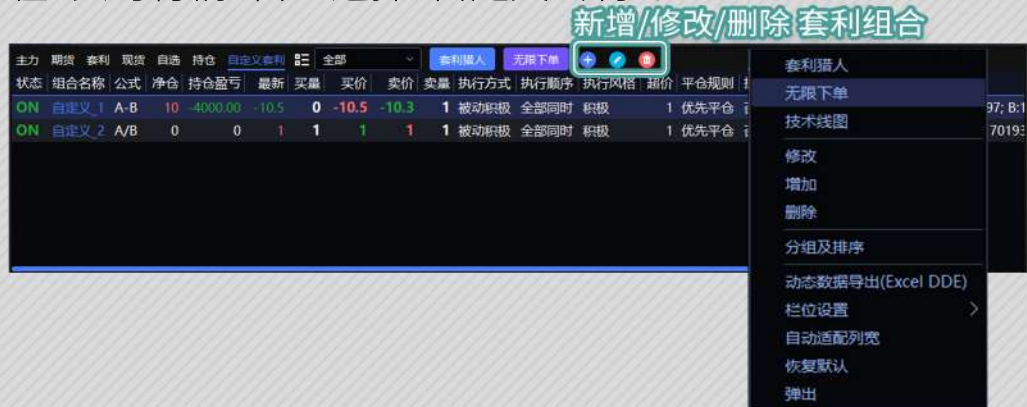 新增/修改/删除 套利组合
主力 期货 套利 现货 自选 持仓 自定义套利 全部 套利猎人 无限下单
状态 组合名称 公式 净仓 持仓盈亏 最新 买量 买价 卖价 卖量 执行方式 执行顺序 执行风格 超价 平仓规则
ON 自定义_1 A-B 10 -4000.00 -10.5 0 -10.5 -10.3 1 被动积极 全部同时 积极 1 优先平仓 97; B:1
ON 自定义_2 A/B 0 0 1 1 1 1 1 被动积极 全部同时 积极 1 优先平仓 70193
套利猎人
无限下单
技术线图
修改
增加
删除
分组及排序
动态数据导出(Excel DDE)
栏位设置
自动适配列宽
恢复默认
弹出